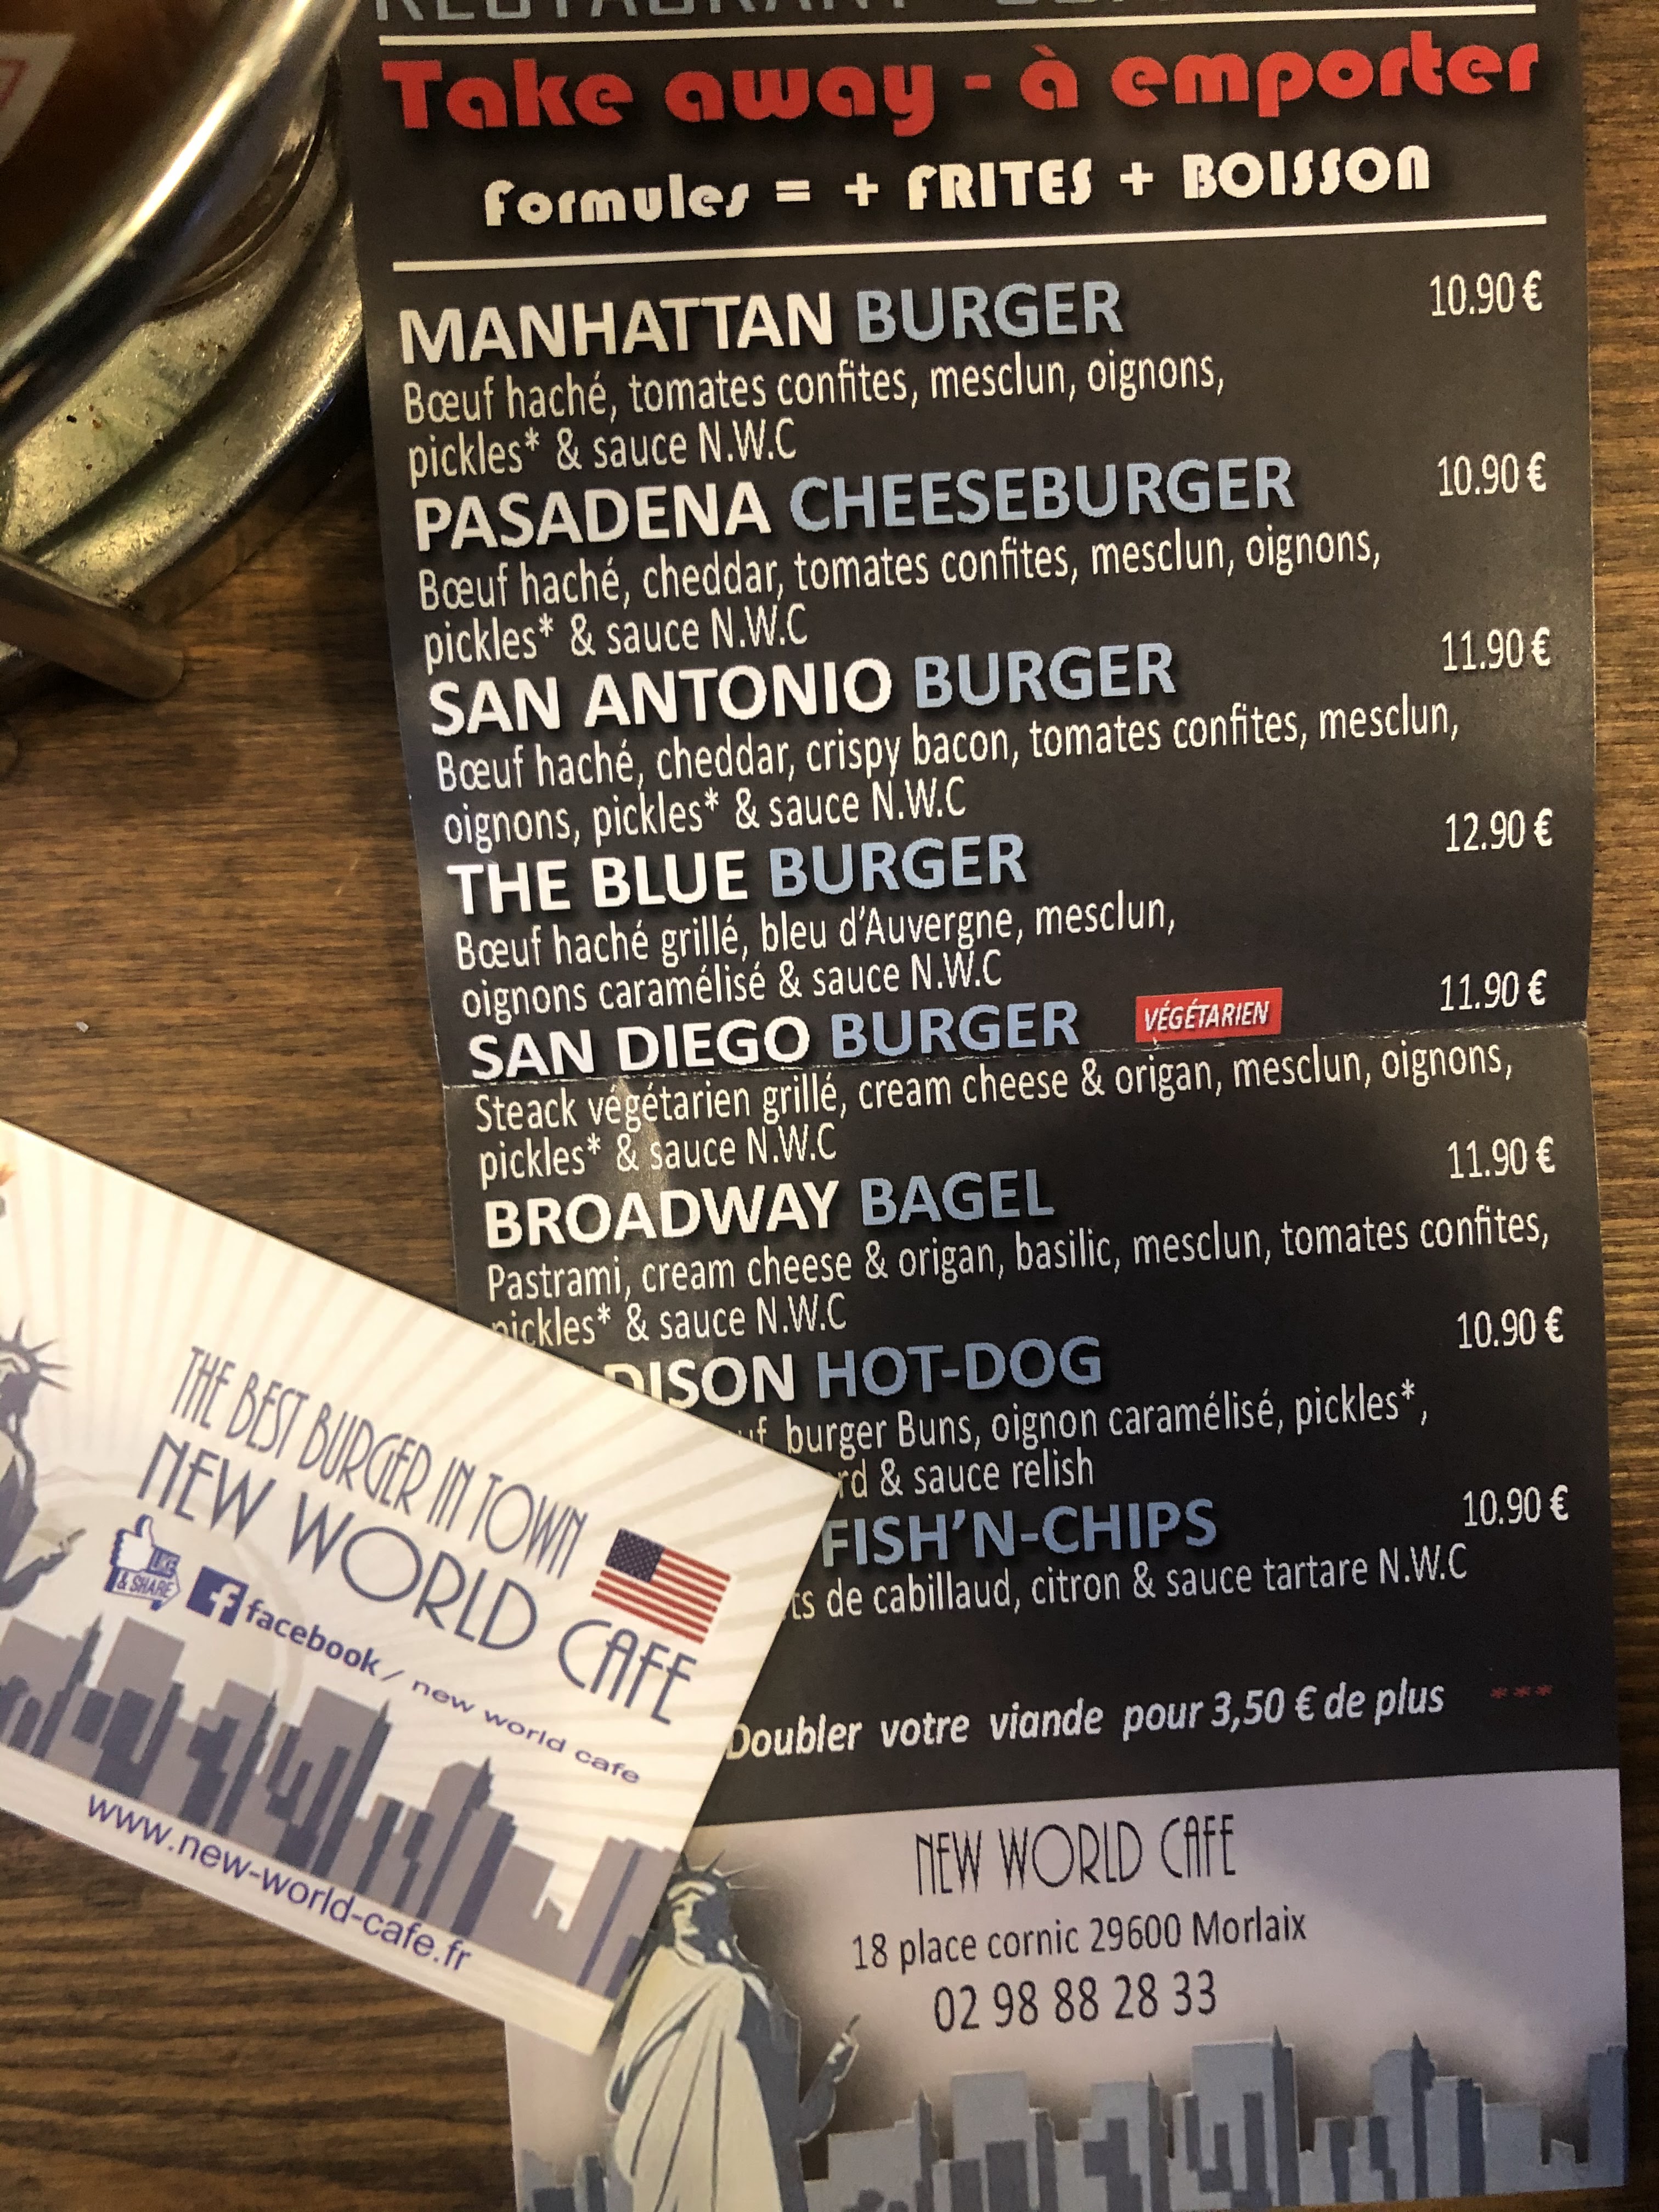 Take away - à emporter
Formules = + FRITES + BOISSON
MANHATTAN BURGER 10.90 €
Bœuf haché, tomates confites, mesclun, oignons,
pickles* & sauce N.W.C
PASADENA CHEESEBURGER 10.90 €
Bœuf haché, cheddar, tomates confites, mesclun, oignons,
pickles* & sauce N.W.C
SAN ANTONIO BURGER 11.90 €
Bœuf haché, cheddar, crispy bacon, tomates confites, mesclun,
oignons, pickles* & sauce N.W.C
THE BLUE BURGER 12.90 €
Bœuf haché grillé, bleu d'Auvergne, mesclun,
oignons caramélisé & sauce N.W.C
SAN DIEGO BURGER VÉGÉTARIEN 11.90 €
Steack végétarien grillé, cream cheese & origan, mesclun, oignons,
pickles* & sauce N.W.C
BROADWAY BAGEL 11.90 €
Pastrami, cream cheese & origan, basilic, mesclun, tomates confites,
pickles* & sauce N.W.C
HOT-DOG 10.90 €
burger Buns, oignon caramélisé, pickles*,
& sauce relish
FISH'N-CHIPS 10.90 €
de cabillaud, citron & sauce tartare N.W.C
Doubler votre viande pour 3,50 € de plus ***
NEW WORLD CAFE
18 place cornic 29600 Morlaix
02 98 88 28 33
THE BEST BURGER IN TOWN
NEW WORLD CAFE
LIKE
& SHARE
f facebook / new world cafe
www.new-world-cafe.fr